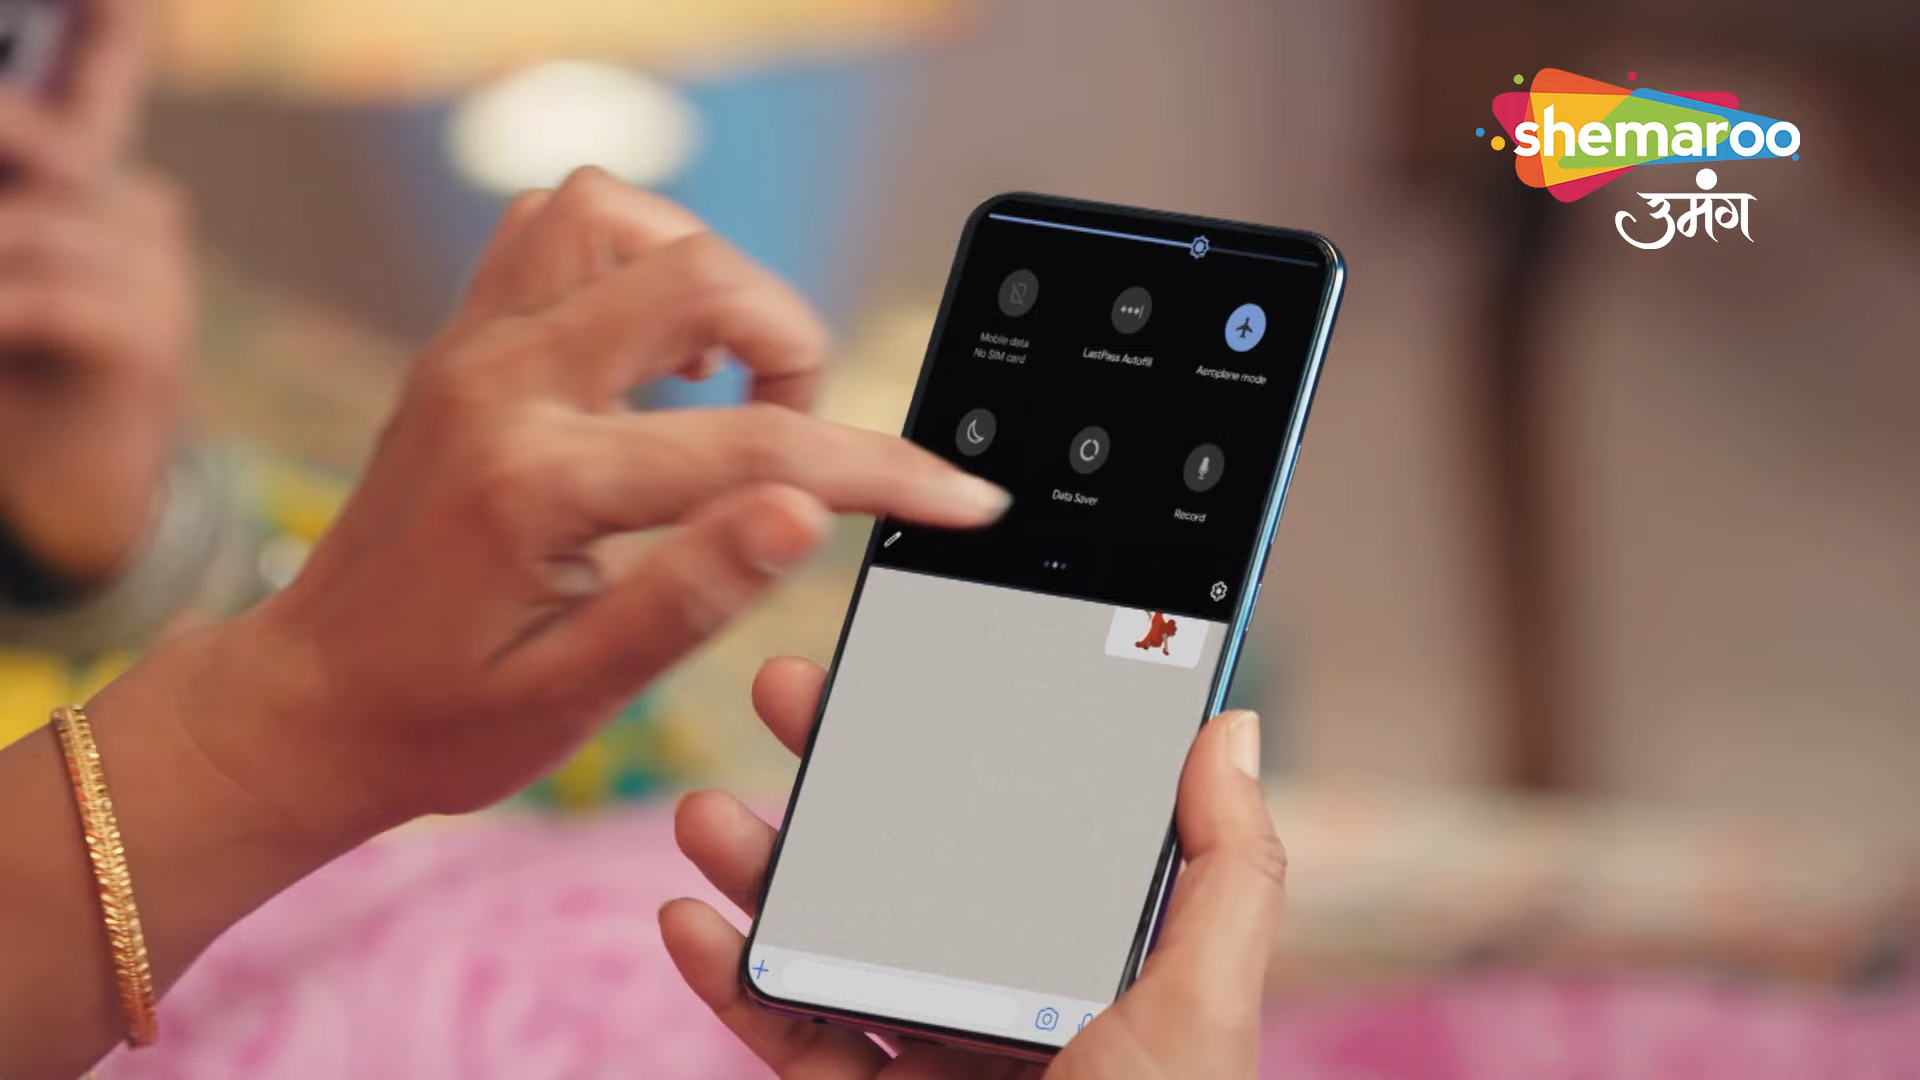 shemaroo
उमंग
Mobile data
No SIM card
LastPass Autofill
Aeroplane mode
Data Saver
Record